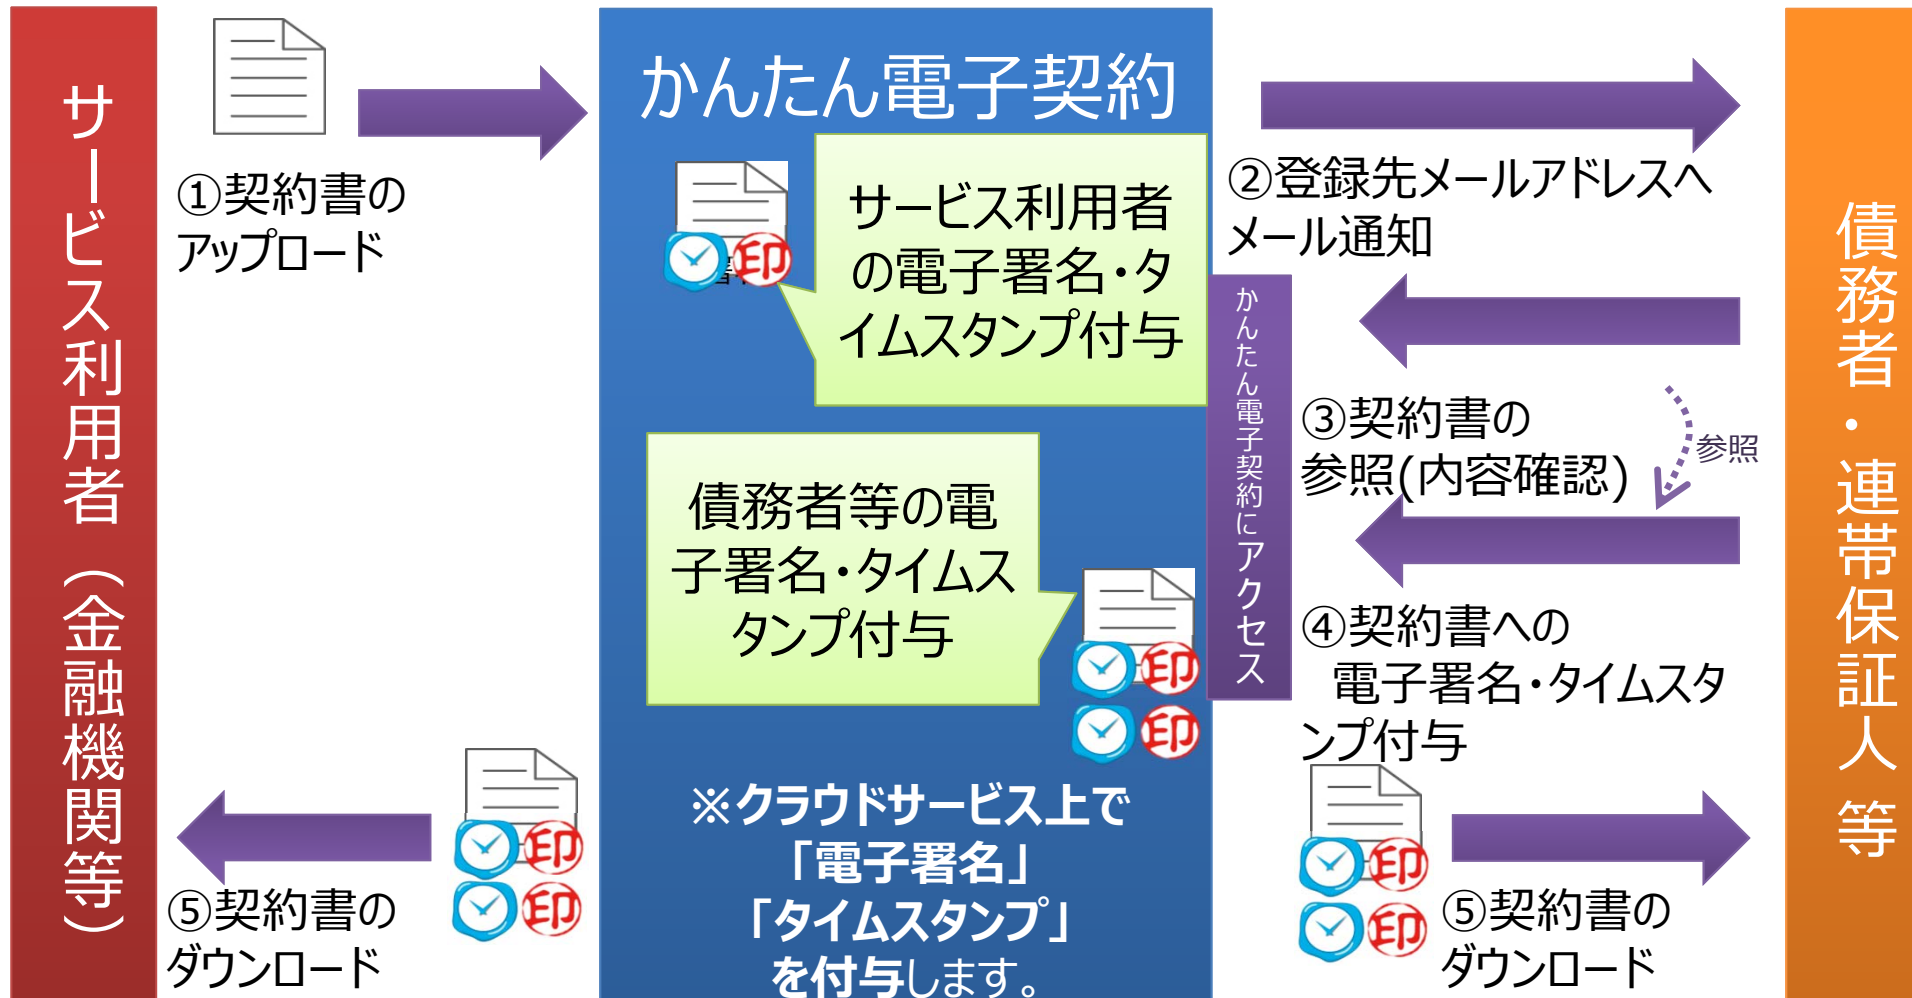 サービス利用者（金融機関等）
①契約書の
アップロード
かんたん電子契約
サービス利用者
の電子署名・タ
イムスタンプ付与
印
債務者等の電
子署名・タイムス
タンプ付与
印
印
※クラウドサービス上で
「電子署名」
「タイムスタンプ」
を付与します。
かんたん電子契約にアクセス
②登録先メールアドレスへ
メール通知
③契約書の
参照(内容確認)
参照
④契約書への
電子署名・タイムスタ
ンプ付与
印
印
⑤契約書の
ダウンロード
印
印
⑤契約書の
ダウンロード
債務者・連帯保証人 等